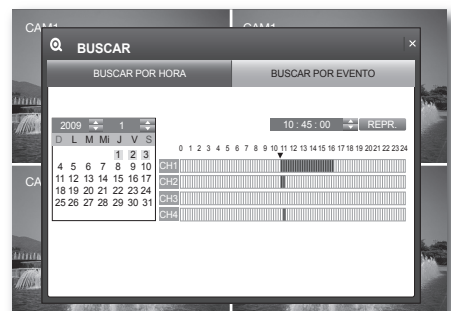 CAM1
CAM1
BUSCAR
×
BUSCAR POR HORA
BUSCAR POR EVENTO
2009 1
10 : 45 : 00 REPR.
D L M Mi J V S
1 2 3
4 5 6 7 8 9 10
11 12 13 14 15 16 17
18 19 20 21 22 23 24
25 26 27 28 29 30 31
0 1 2 3 4 5 6 7 8 9 10 11 12 13 14 15 16 17 18 19 20 21 22 23 24
CH1
CH2
CH3
CH4
CA